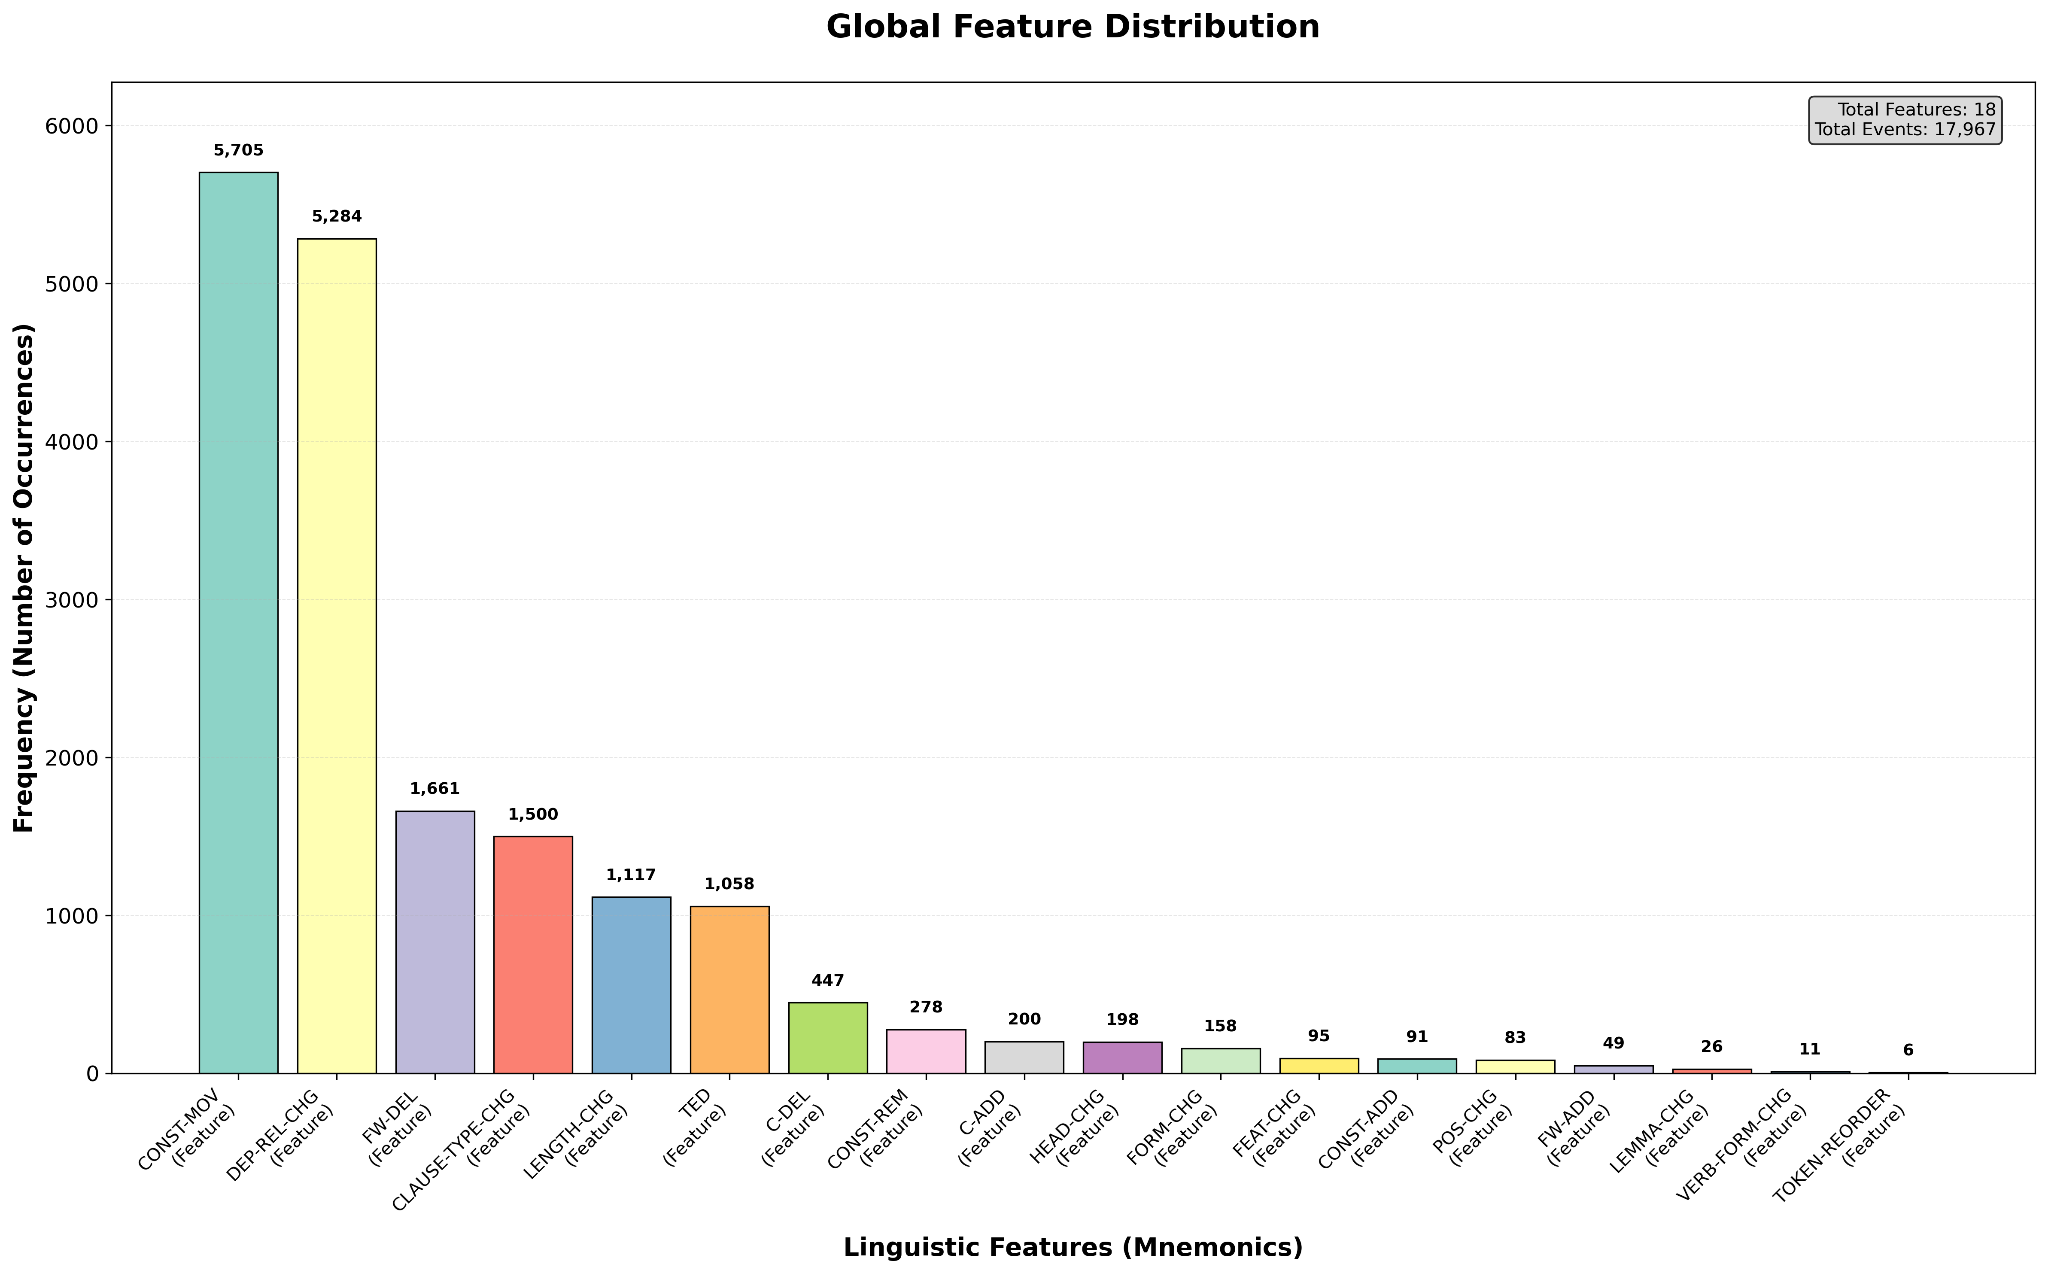 Global Feature Distribution
Total Features: 18
Total Events: 17,967
Frequency (Number of Occurrences)
6000
5000
4000
3000
2000
1000
0
5,705
5,284
1,661
1,500
1,117
1,058
447
278
200
198
158
95
91
83
49
26
11
6
CONST-MOV
(Feature)
DEP-REL-CHG
(Feature)
FW-DEL
(Feature)
CLAUSE-TYPE-CHG
(Feature)
LENGTH-CHG
(Feature)
TED
(Feature)
C-DEL
(Feature)
CONST-REM
(Feature)
C-ADD
(Feature)
HEAD-CHG
(Feature)
FORM-CHG
(Feature)
FEAT-CHG
(Feature)
CONST-ADD
(Feature)
POS-CHG
(Feature)
FW-ADD
(Feature)
LEMMA-CHG
(Feature)
VERB-FORM-CHG
(Feature)
TOKEN-REORDER
(Feature)
Linguistic Features (Mnemonics)